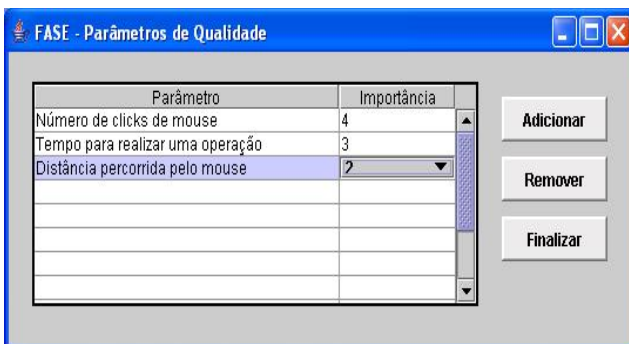 FASE - Parâmetros de Qualidade
Parâmetro Importância
Número de clicks de mouse 4
Tempo para realizar uma operação 3
Distância percorrida pelo mouse 2
Adicionar
Remover
Finalizar